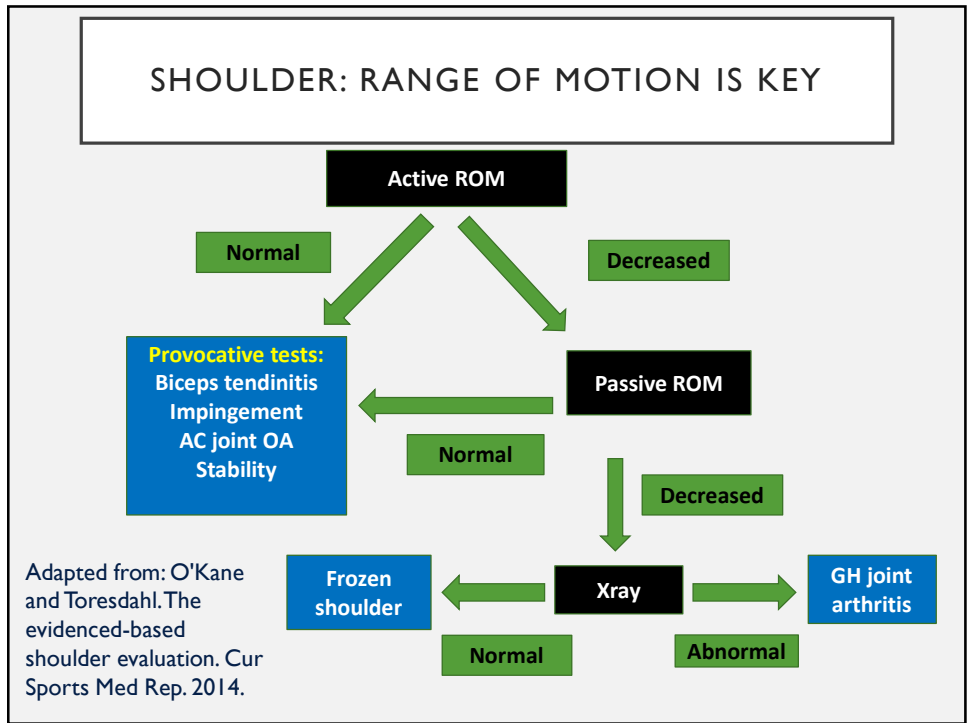 SHOULDER: RANGE OF MOTION IS KEY
Active ROM
Normal
Decreased
Provocative tests:
Biceps tendinitis
Impingement
AC joint OA
Stability
Passive ROM
Normal
Decreased
Adapted from: O'Kane
and Toresdahl. The
evidenced-based
shoulder evaluation. Cur
Sports Med Rep. 2014.
Frozen
shoulder
Xray
GH joint
arthritis
Normal
Abnormal